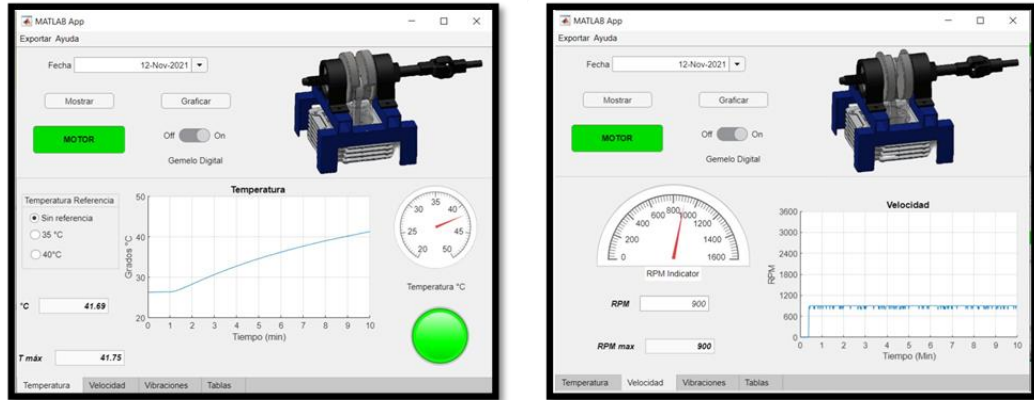 MATLAB App
Exportar Ayuda
Fecha 12-Nov-2021
Mostrar Graficar
MOTOR
Off On
Gemelo Digital
Temperatura Referencia
Sin referencia
35 °C
40°C
°C 41.69
T máx 41.75
Temperatura
Grados °C
50
40
30
20
0 1 2 3 4 5 6 7 8 9 10
Tiempo (min)
20 25 30 35 40 45 50
Temperatura °C
Temperatura Velocidad Vibraciones Tablas
MATLAB App
Exportar Ayuda
Fecha 12-Nov-2021
Mostrar Graficar
MOTOR
Off On
Gemelo Digital
0 200 400 600 800 1000 1200 1400 1600
RPM Indicator
RPM 900
RPM max 900
Velocidad
RPM
3600
3000
2400
1800
1200
600
0
0 1 2 3 4 5 6 7 8 9 10
Tiempo (Min)
Temperatura Velocidad Vibraciones Tablas